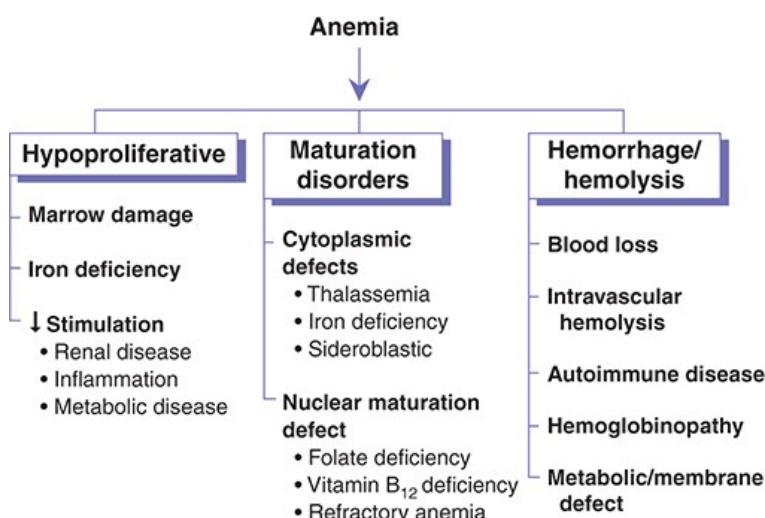 Anemia
Hypoproliferative
Marrow damage
Iron deficiency
↓ Stimulation
• Renal disease
• Inflammation
• Metabolic disease
Maturation
disorders
Cytoplasmic
defects
• Thalassemia
• Iron deficiency
• Sideroblastic
Nuclear maturation
defect
• Folate deficiency
• Vitamin B₁₂ deficiency
• Refractory anemia
Hemorrhage/
hemolysis
Blood loss
Intravascular
hemolysis
Autoimmune disease
Hemoglobinopathy
Metabolic/membrane
defect